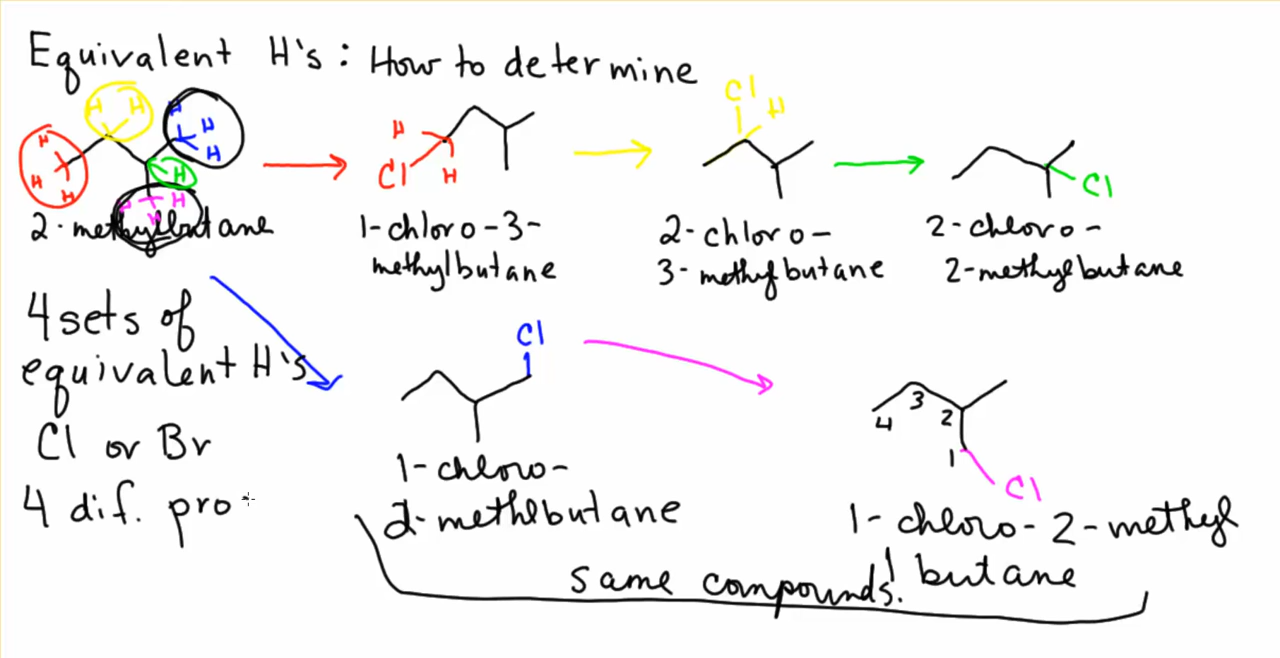 Equivalent H's : How to determine
H H H H H
H H H H H H
Cl H
H H
Cl H
Cl
2-methylbutane
1-chloro-3-
methylbutane
2-chloro-
3-methylbutane
2-chloro-
2-methylbutane
4 sets of
equivalent H's
Cl or Br
4 dif. pro
Cl
1-chloro-
2-methlbutane
4 3 2 1
Cl
1-chloro-2-methyl
butane
same compounds!